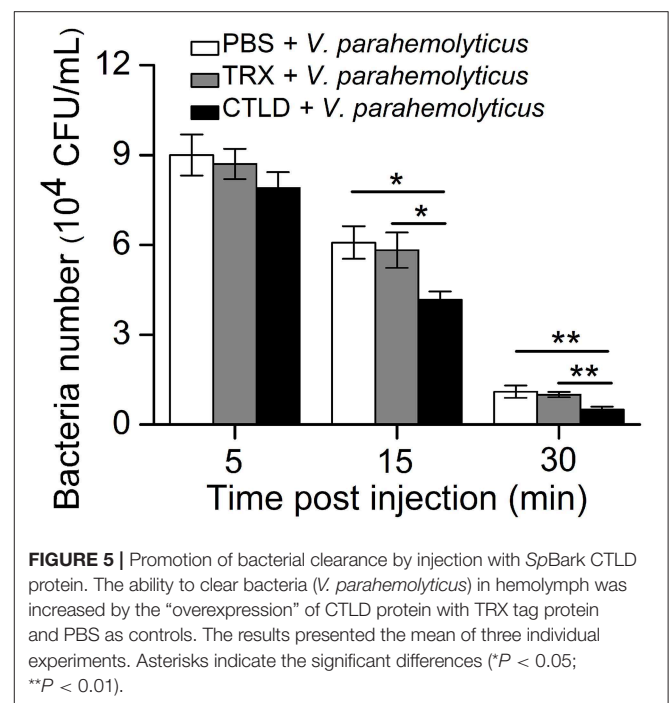 PBS + V. parahemolyticus
TRX + V. parahemolyticus
CTLD + V. parahemolyticus
12
9
6
3
0
Bacteria number (10⁴ CFU/mL)
*
*
**
**
5 15 30
Time post injection (min)
FIGURE 5 | Promotion of bacterial clearance by injection with SpBark CTLD
protein. The ability to clear bacteria (V. parahemolyticus) in hemolymph was
increased by the “overexpression” of CTLD protein with TRX tag protein
and PBS as controls. The results presented the mean of three individual
experiments. Asterisks indicate the significant differences (*P < 0.05;
**P < 0.01).